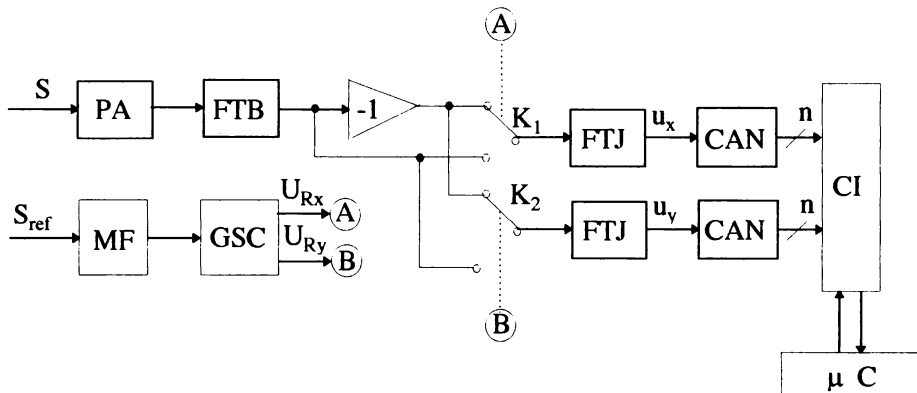 A
S
PA
FTB
-1
K1
FTJ
ux
CAN
n
CI
Sref
MF
GSC
URx
A
URy
B
K2
FTJ
uy
CAN
n
B
μ C